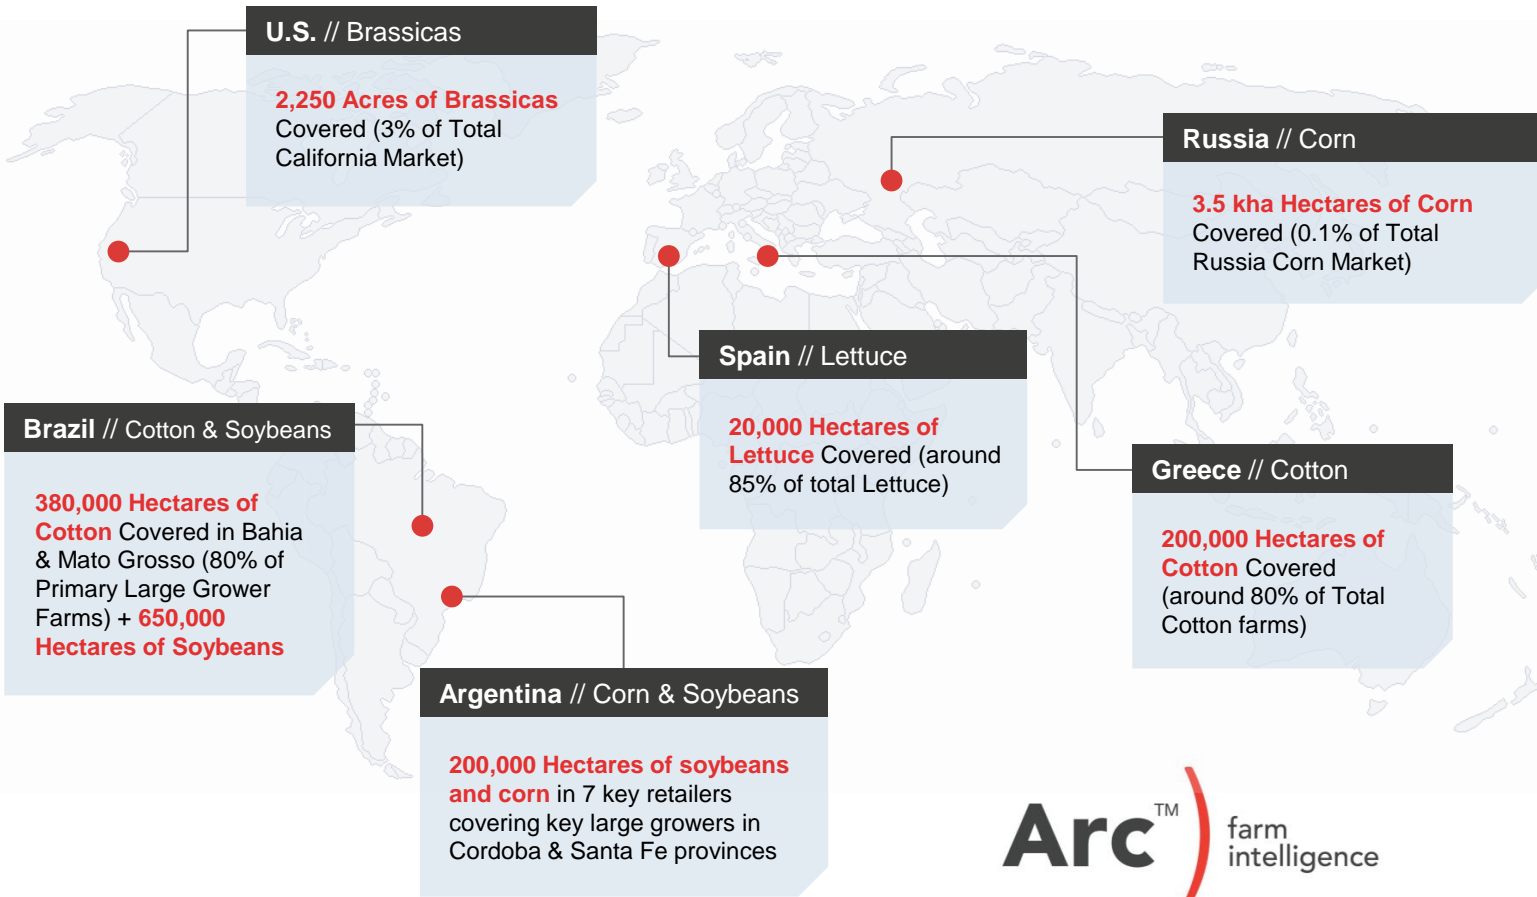 U.S. // Brassicas
2,250 Acres of Brassicas
Covered (3% of Total
California Market)
Russia // Corn
3.5 kha Hectares of Corn
Covered (0.1% of Total
Russia Corn Market)
Spain // Lettuce
20,000 Hectares of
Lettuce Covered (around
85% of total Lettuce)
Brazil // Cotton & Soybeans
380,000 Hectares of
Cotton Covered in Bahia
& Mato Grosso (80% of
Primary Large Grower
Farms) + 650,000
Hectares of Soybeans
Greece // Cotton
200,000 Hectares of
Cotton Covered
(around 80% of Total
Cotton farms)
Argentina // Corn & Soybeans
200,000 Hectares of soybeans
and corn in 7 key retailers
covering key large growers in
Cordoba & Santa Fe provinces
Arc™
farm
intelligence